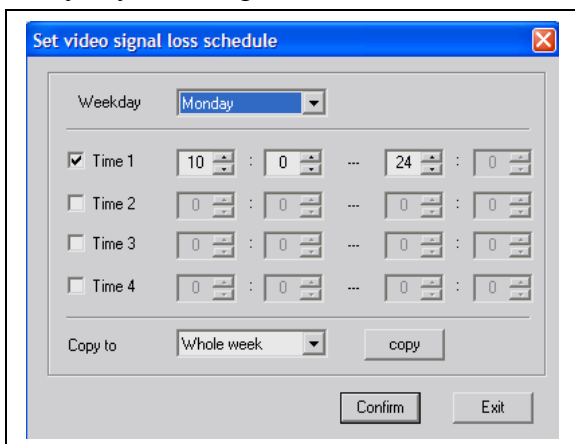 Set video signal loss schedule
Weekday Monday
Time 1 10 : 0 --- 24 : 0
Time 2 0 : 0 --- 0 : 0
Time 3 0 : 0 --- 0 : 0
Time 4 0 : 0 --- 0 : 0
Copy to Whole week copy
Confirm Exit